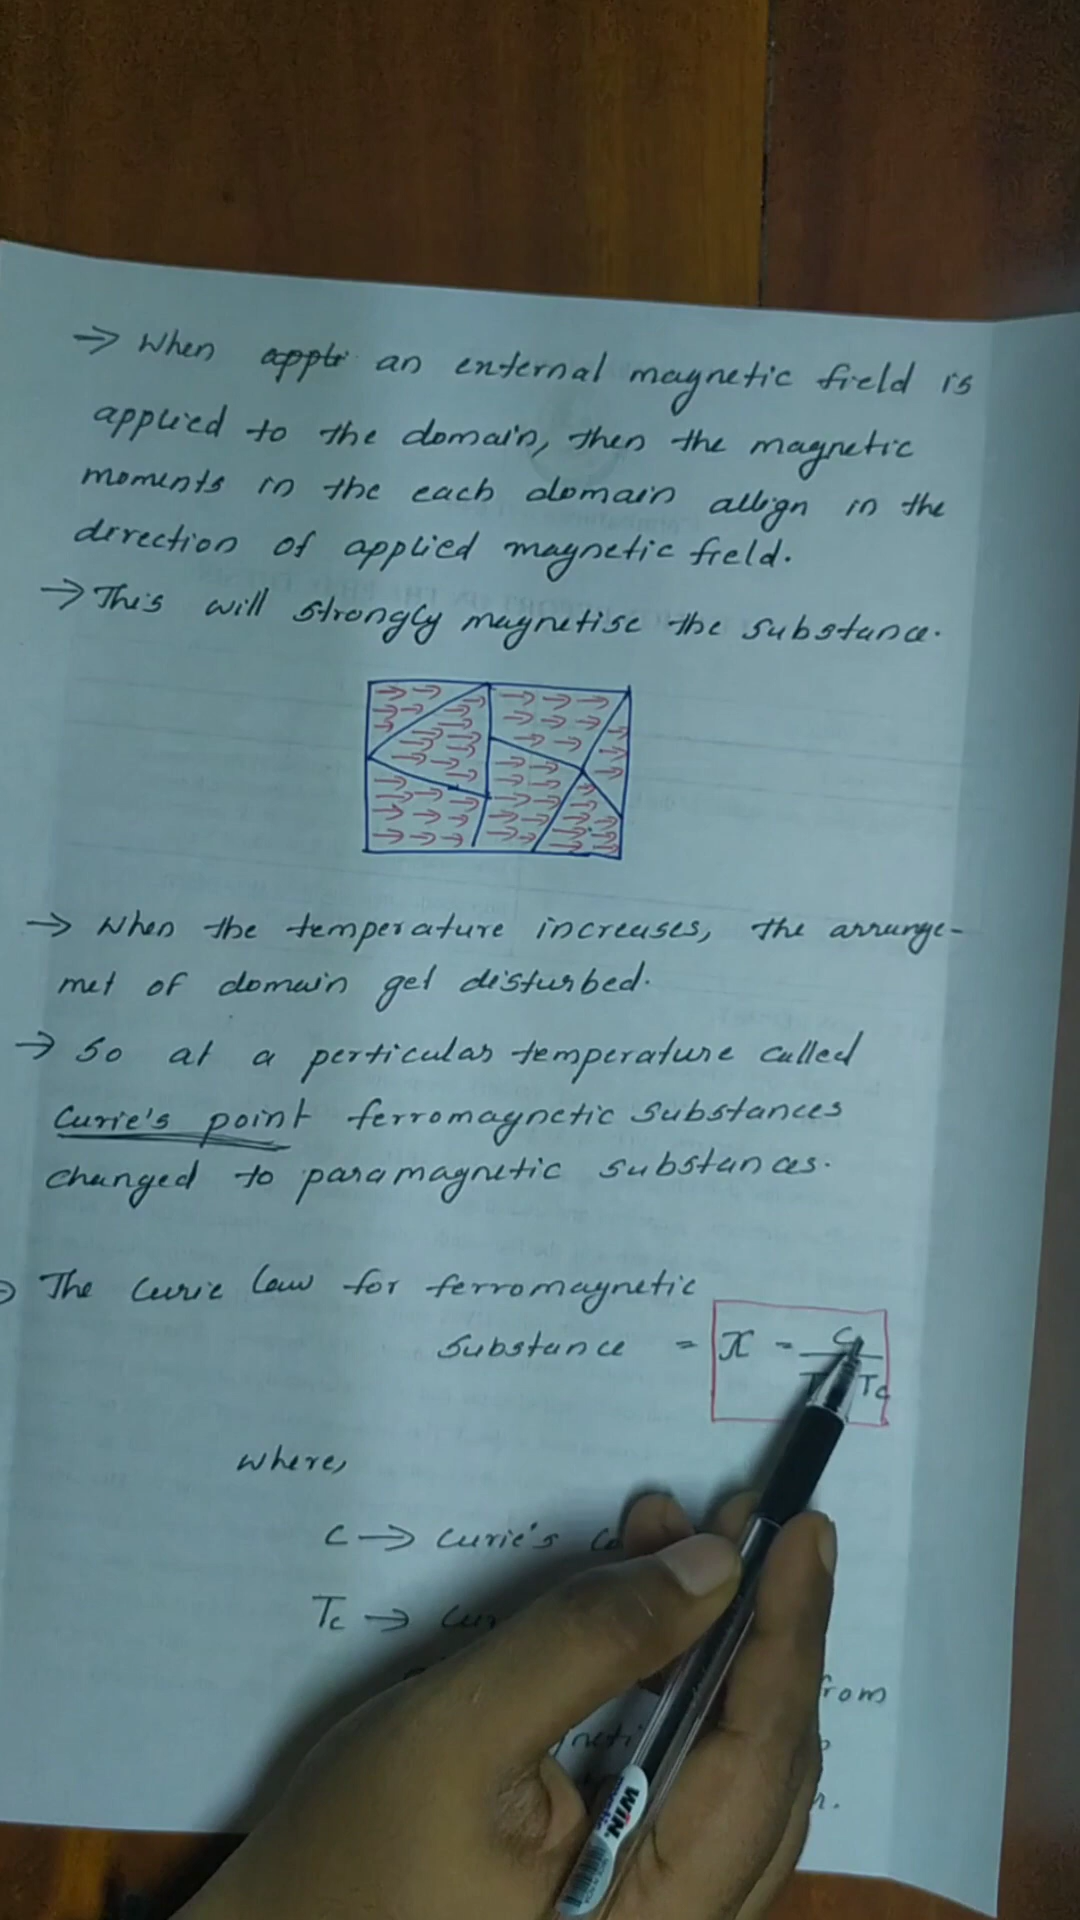 → When an external magnetic field is
applied to the domain, then the magnetic
moments in the each domain allign in the
direction of applied magnetic field.
→ This will strongly magnetise the substance.
→ When the temperature increases, the arrange-
met of domain get disturbed.
→ So at a perticular temperature called
Curie's point ferromagnetic substances
changed to paramagnetic substances.
The Curie Law for ferromagnetic
substance = χ = C / T Tc
where,
C → Curie's
Tc →
from
WIN